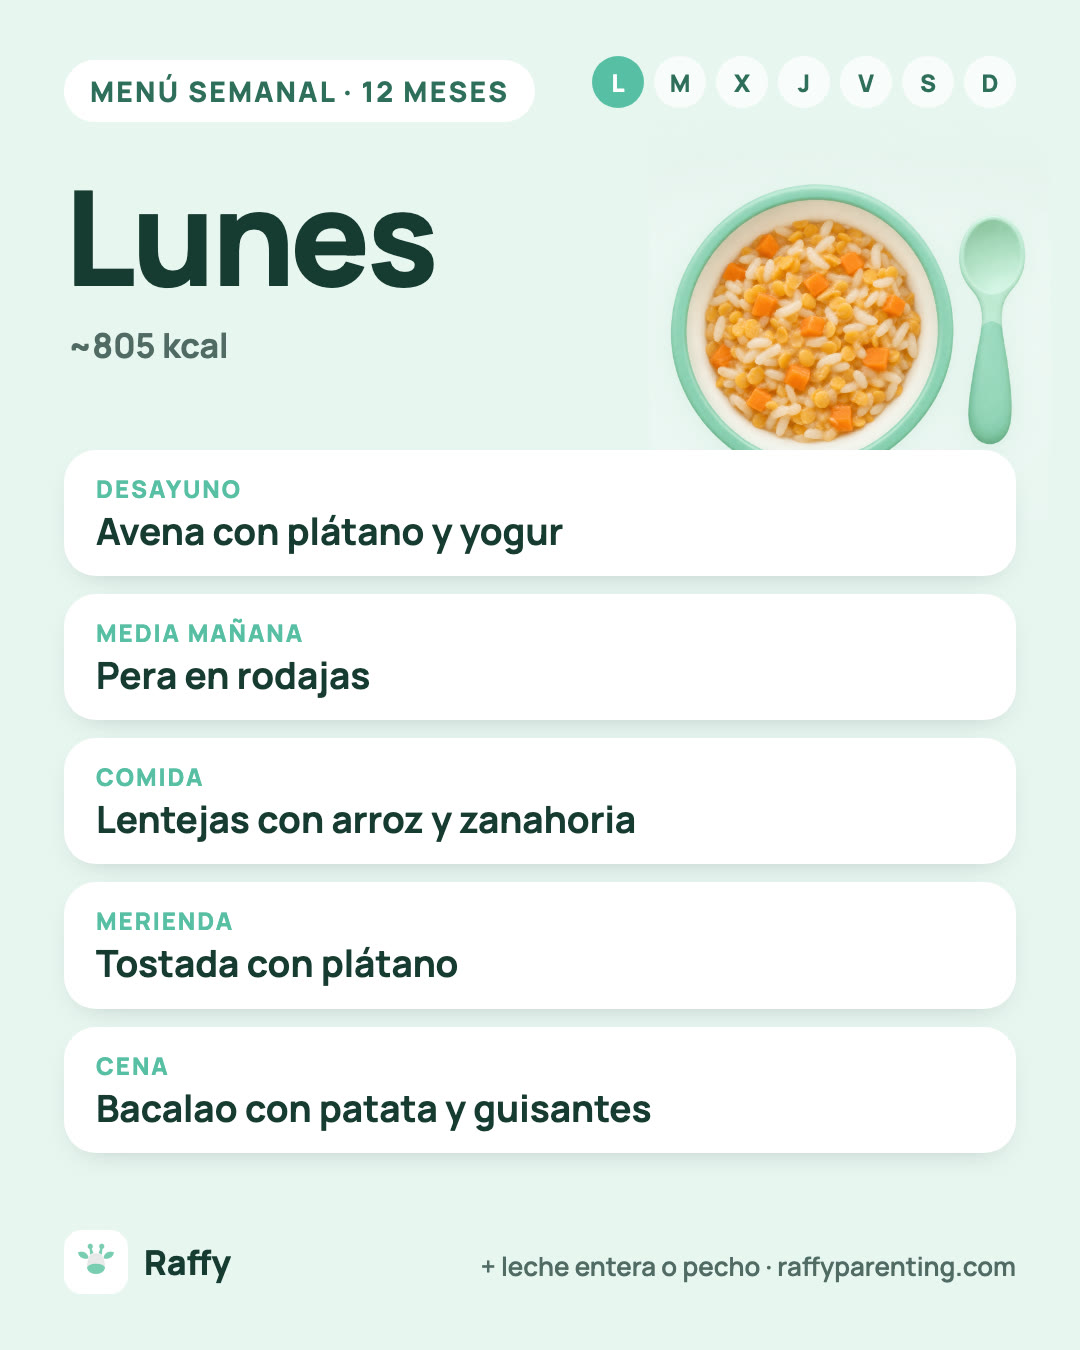 MENÚ SEMANAL · 12 MESES
L M X J V S D
Lunes
~805 kcal
DESAYUNO
Avena con plátano y yogur
MEDIA MAÑANA
Pera en rodajas
COMIDA
Lentejas con arroz y zanahoria
MERIENDA
Tostada con plátano
CENA
Bacalao con patata y guisantes
Raffy
+ leche entera o pecho · raffyparenting.com